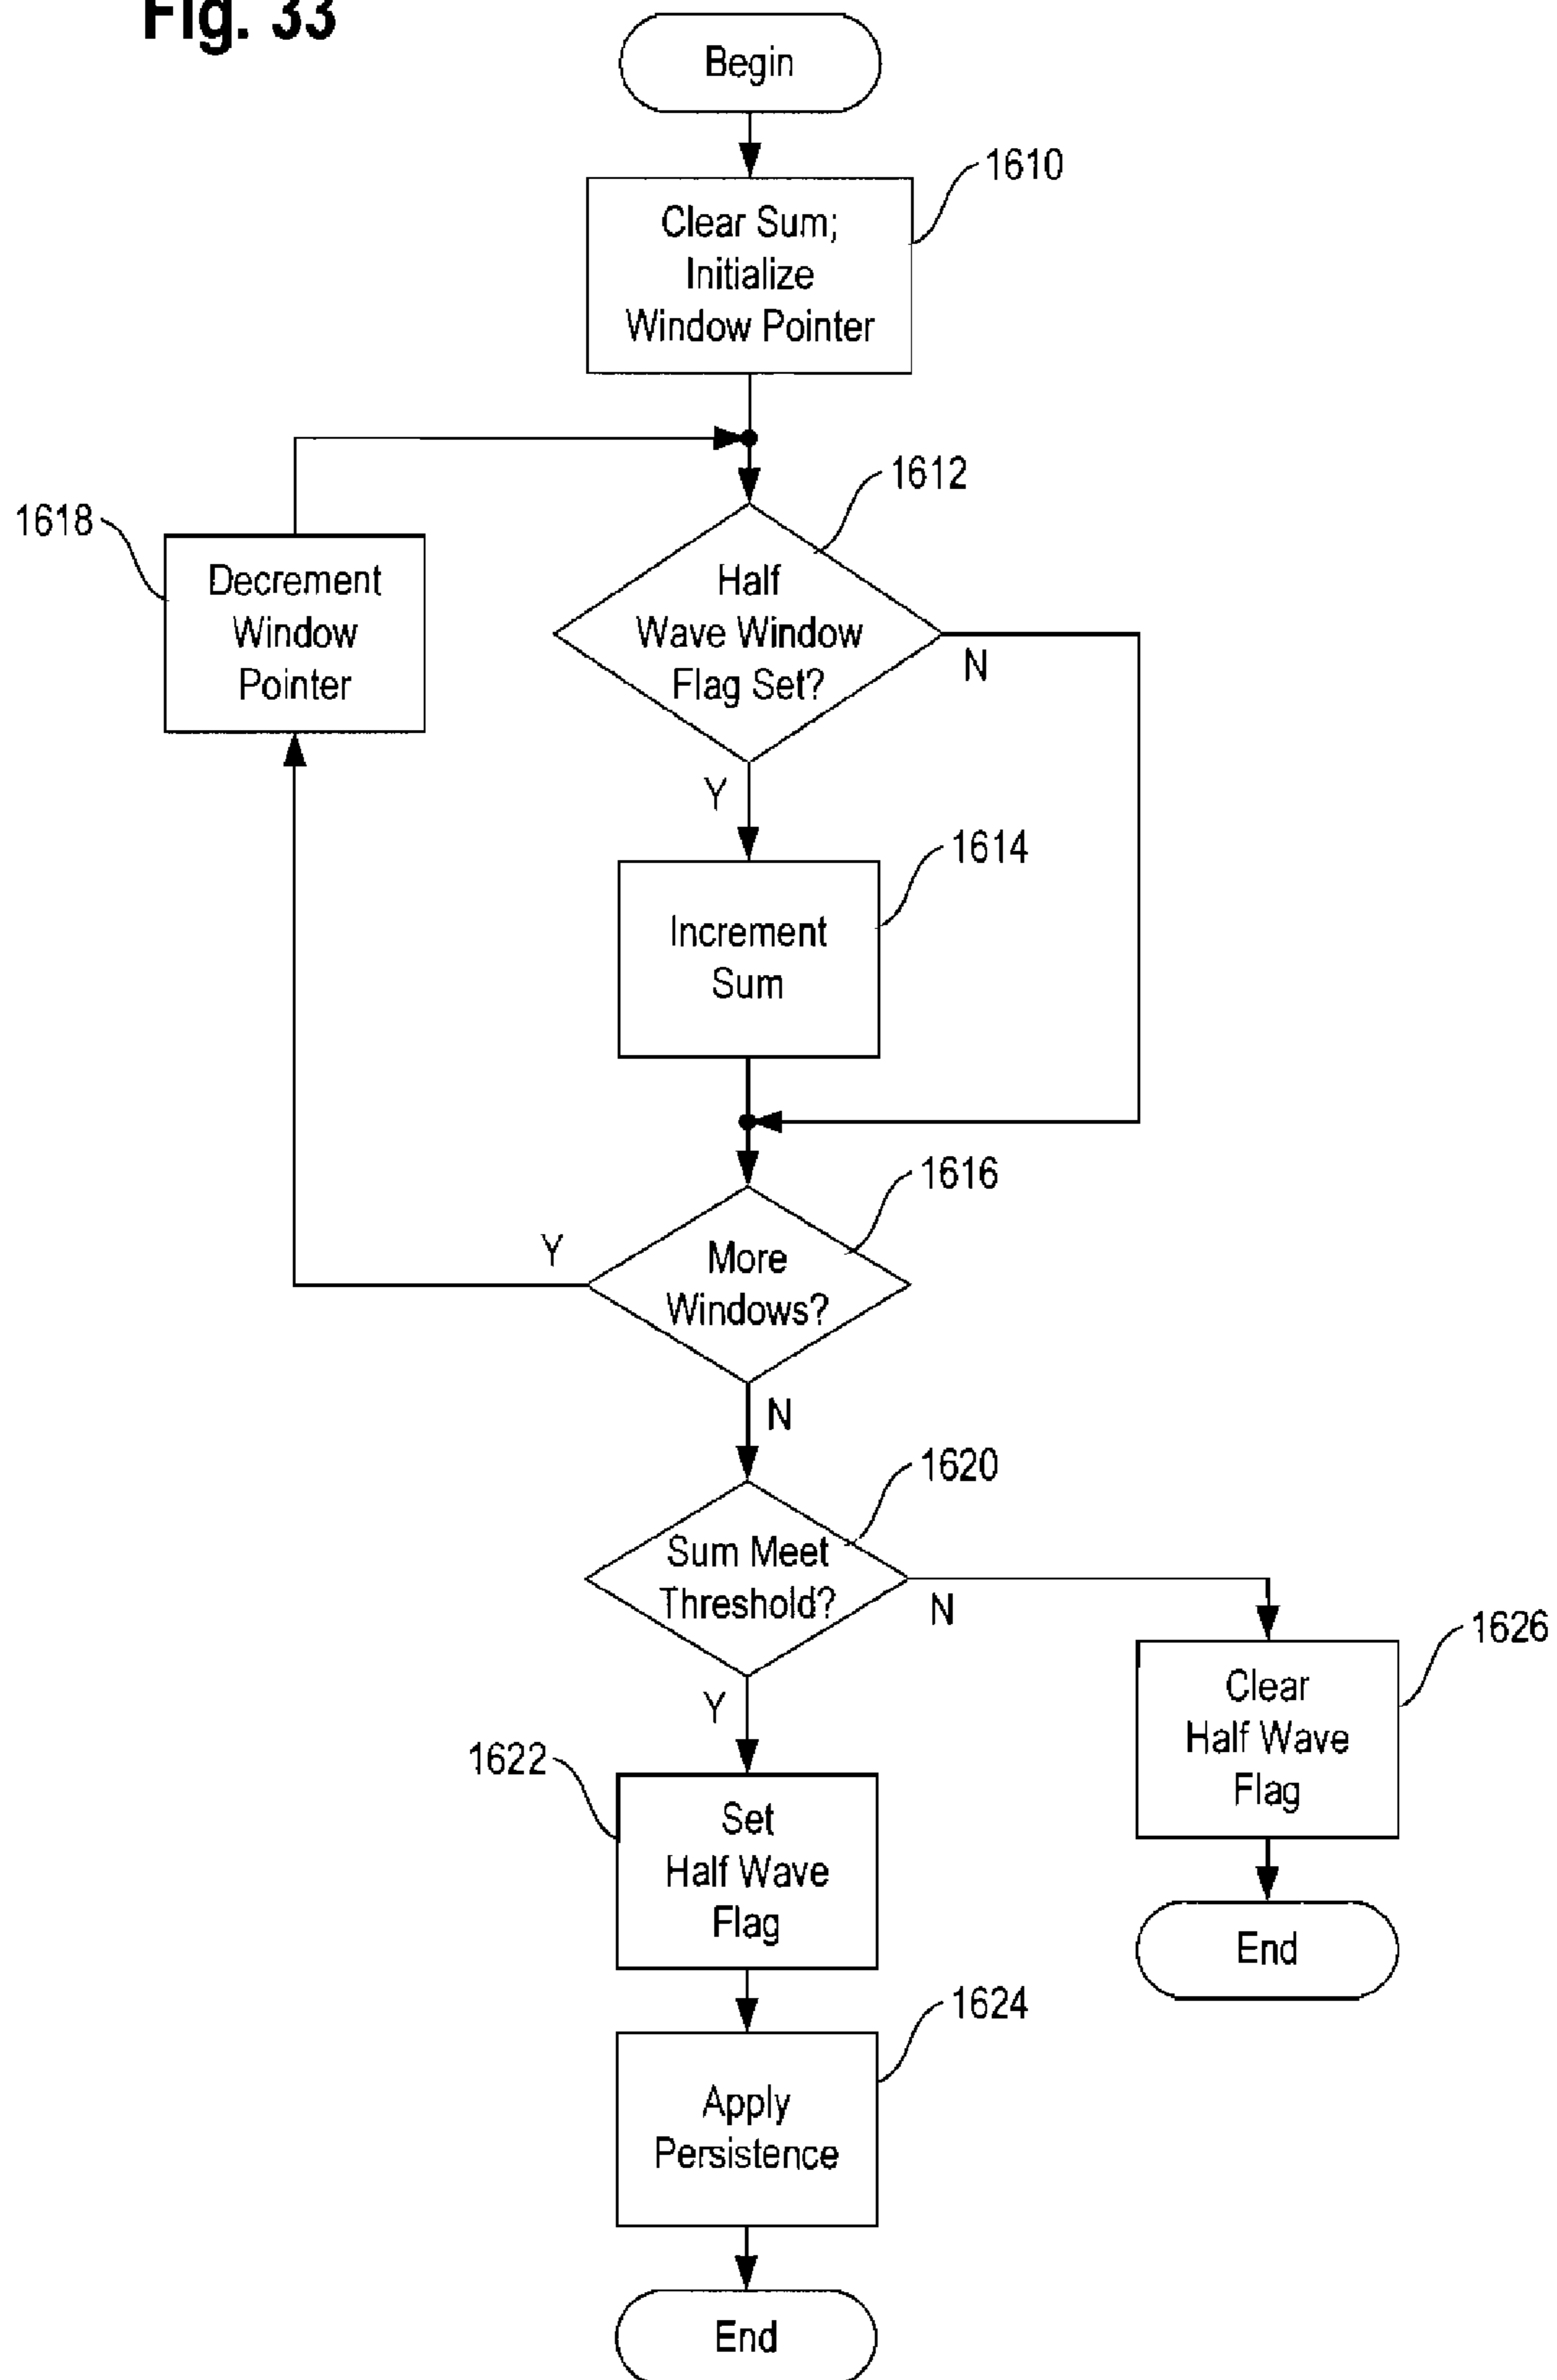 Fig. 33
Begin
1610
Clear Sum;
Initialize
Window Pointer
1612
1618
Decrement
Window
Pointer
Half
Wave Window
Flag Set?
N
Y
1614
Increment
Sum
1616
Y
More
Windows?
N
1620
Sum Meet
Threshold?
N
1626
Clear
Half Wave
Flag
Y
1622
Set
Half Wave
Flag
End
1624
Apply
Persistence
End